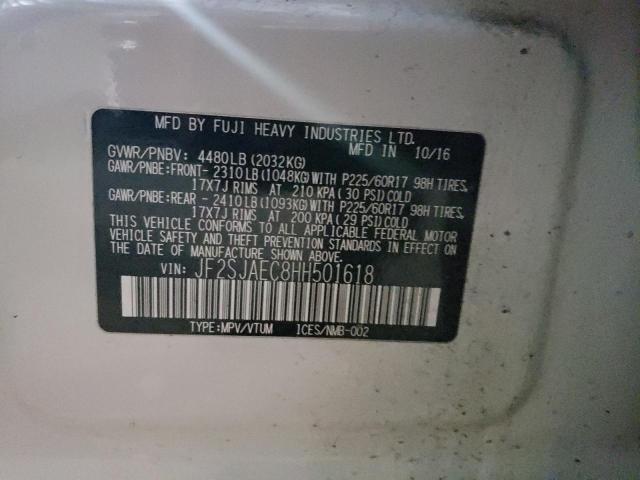 MFD BY FUJI HEAVY INDUSTRIES LTD.
MFD IN 10/16
GVWR/PNBV: 4480LB (2032KG)
GAWR/PNBE:FRONT- 2310LB (1048KG)WITH P225/60R17 98H TIRES,
17X7J RIMS AT 210 KPA ( 30 PSI) COLD
GAWR/PNBE:REAR - 2410LB (1093KG)WITH P225/60R17 98H TIRES,
17X7J RIMS AT 200 KPA ( 29 PSI) COLD
THIS VEHICLE CONFORMS TO ALL APPLICABLE FEDERAL MOTOR
VEHICLE SAFETY AND THEFT PREVENTION STANDARDS IN EFFECT ON
THE DATE OF MANUFACTURE SHOWN ABOVE.
VIN: JF2SJAEC8HH501618
TYPE:MPV/VTUM ICES/NMB-002